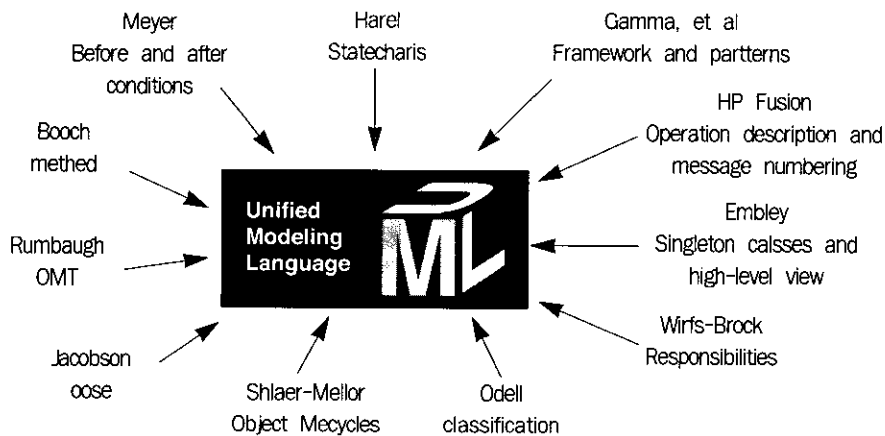 Meyer
Before and after
conditions
Harel
Statecharis
Gamma, et al
Framework and partterns
HP Fusion
Operation description and
message numbering
Booch
methed
Unified
Modeling
Language
UML
Embley
Singleton calsses and
high-level view
Rumbaugh
OMT
Wirfs-Brock
Responsibilities
Jacobson
oose
Shlaer-Mellor
Object Mecycles
Odell
classification